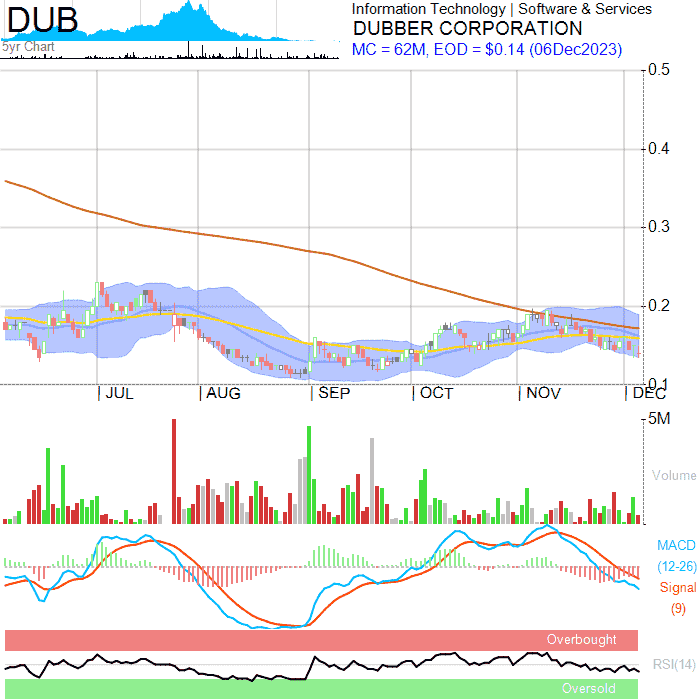 DUB
5yr Chart
Information Technology | Software & Services
DUBBER CORPORATION
MC = 62M, EOD = $0.14 (06Dec2023)
0.5
0.4
0.3
0.2
0.1
| JUL | AUG | SEP | OCT | NOV | DEC
5M
Volume
MACD
(12-26)
Signal
(9)
Overbought
RSI(14)
Oversold